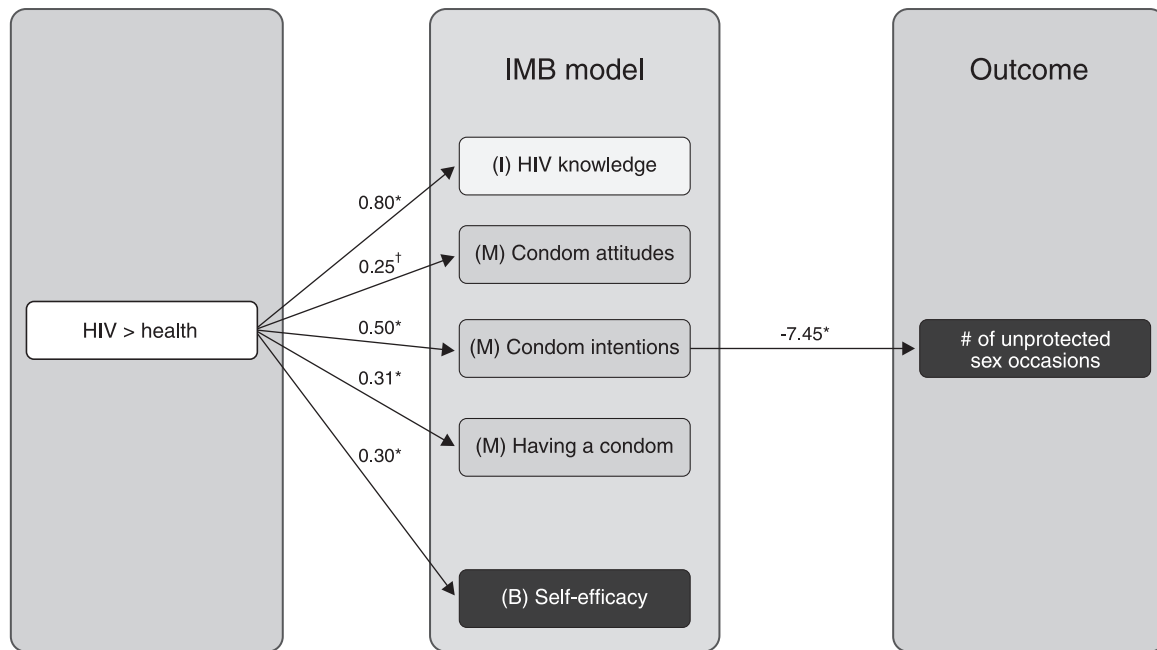 IMB model
Outcome
(I) HIV knowledge
0.80*
(M) Condom attitudes
0.25†
HIV > health
0.50*
(M) Condom intentions
-7.45*
# of unprotected
sex occasions
0.31*
(M) Having a condom
0.30*
(B) Self-efficacy